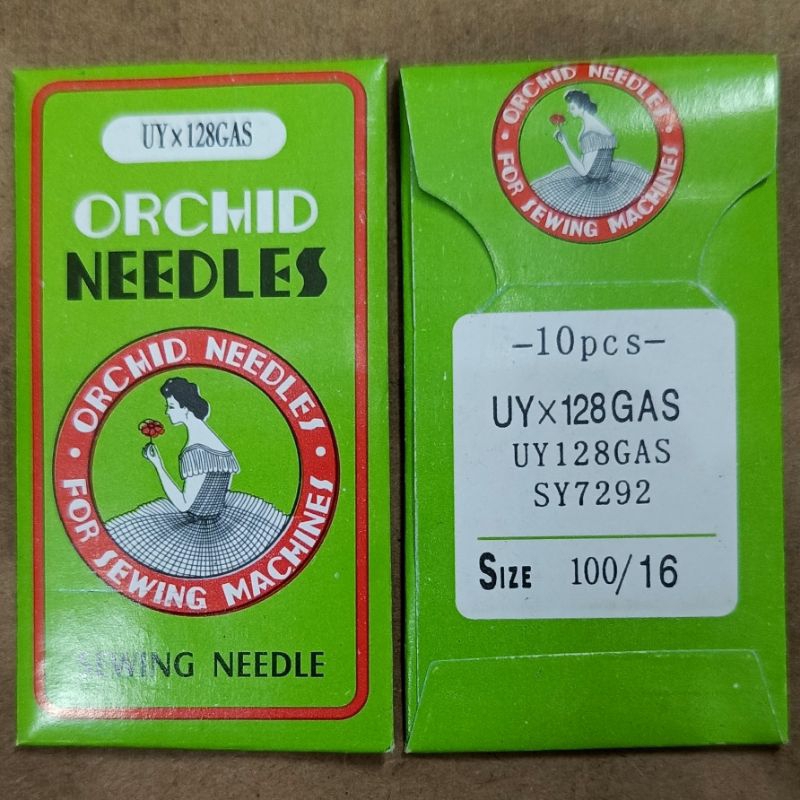 UY×128GAS
ORCHID
NEEDLES
ORCHID NEEDLES
FOR SEWING MACHINES
SEWING NEEDLE
ORCHID NEEDLES
FOR SEWING MACHINES
-10pcs-
UY×128GAS
UY128GAS
SY7292
SIZE 100/16